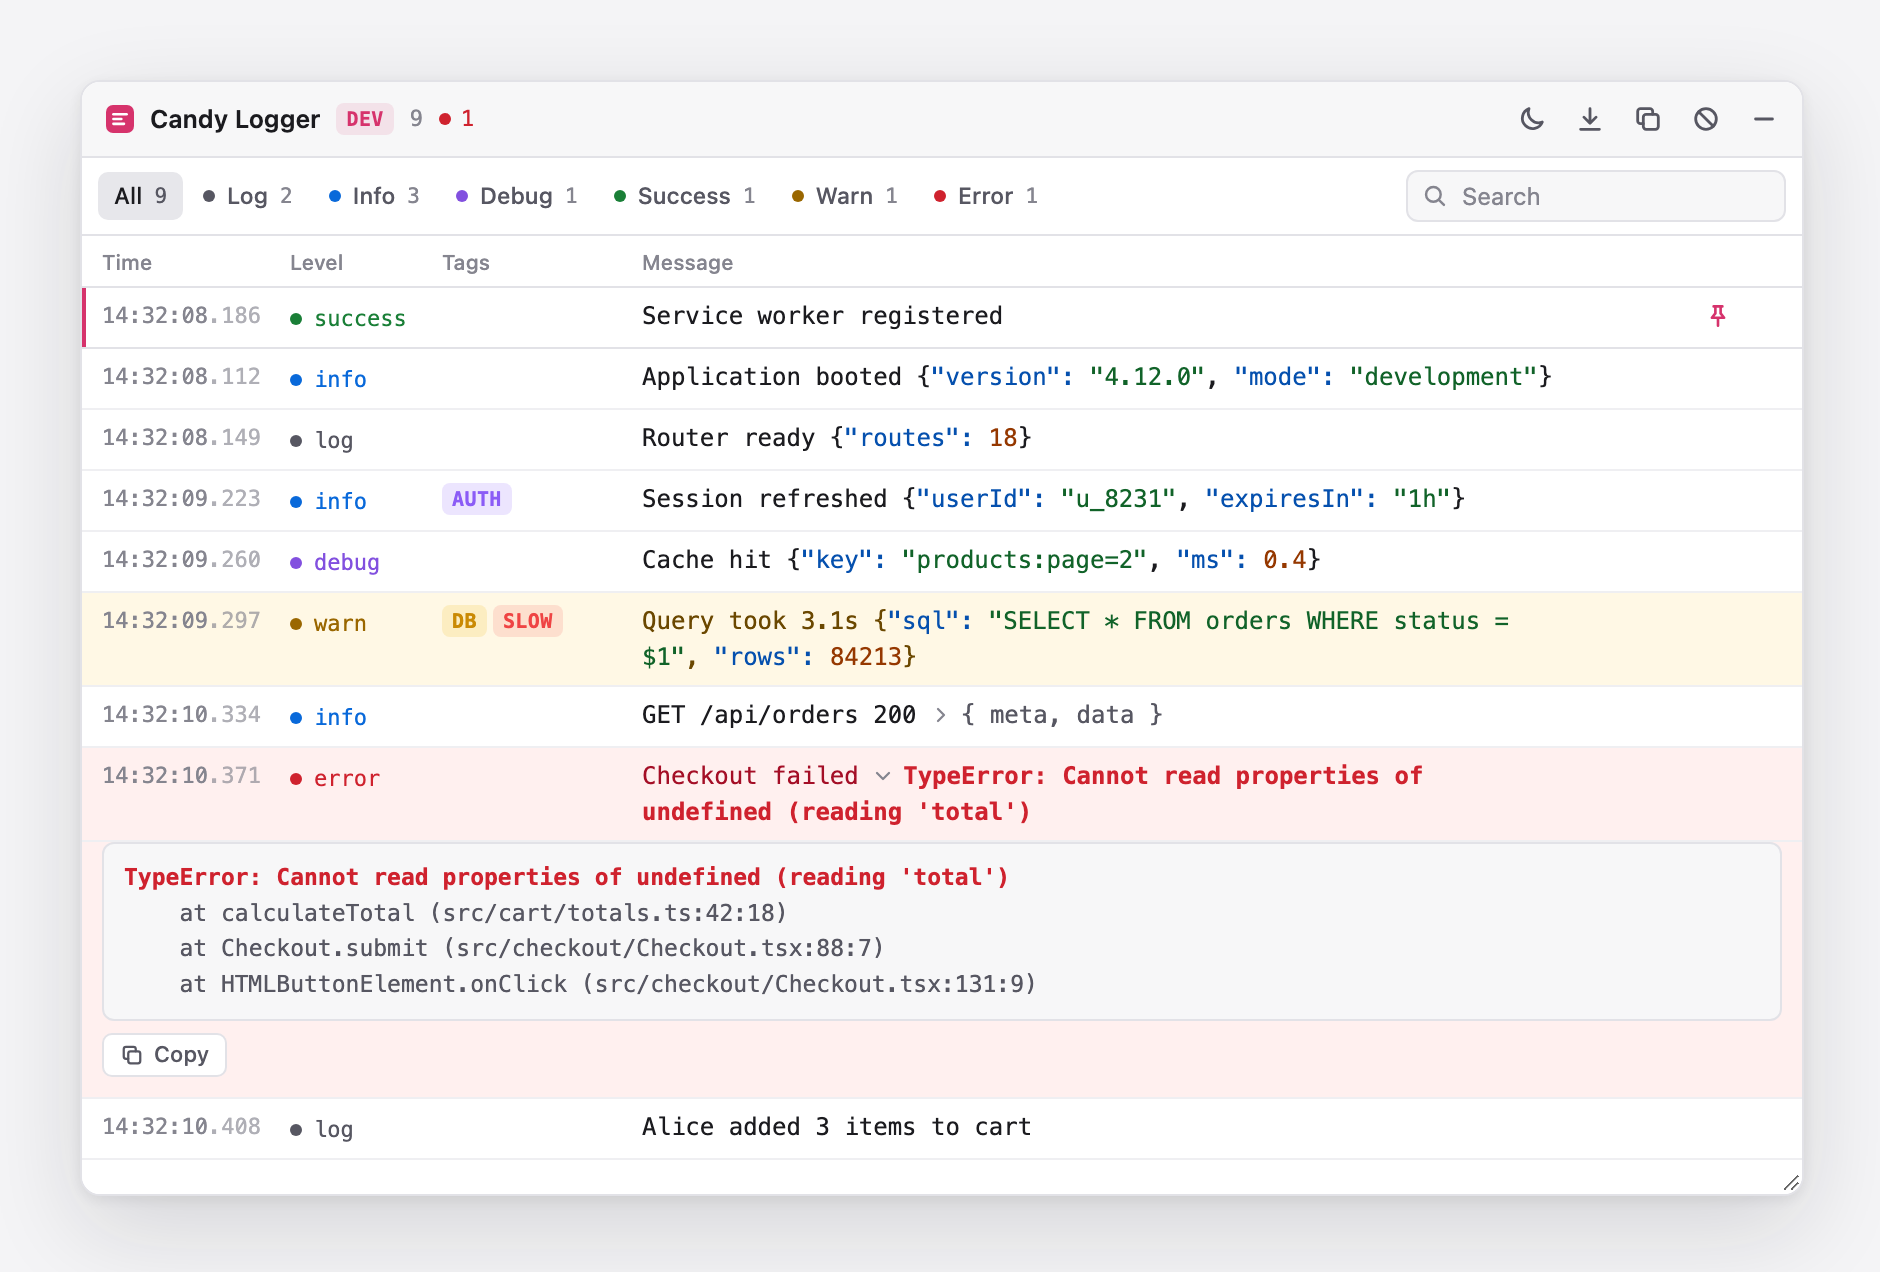 Candy Logger DEV 9 1
All 9 Log 2 Info 3 Debug 1 Success 1 Warn 1 Error 1 Search
Time Level Tags Message
14:32:08.186 success Service worker registered
14:32:08.112 info Application booted {"version": "4.12.0", "mode": "development"}
14:32:08.149 log Router ready {"routes": 18}
14:32:09.223 info AUTH Session refreshed {"userId": "u_8231", "expiresIn": "1h"}
14:32:09.260 debug Cache hit {"key": "products:page=2", "ms": 0.4}
14:32:09.297 warn DB SLOW Query took 3.1s {"sql": "SELECT * FROM orders WHERE status =
$1", "rows": 84213}
14:32:10.334 info GET /api/orders 200 > { meta, data }
14:32:10.371 error Checkout failed TypeError: Cannot read properties of
undefined (reading 'total')
TypeError: Cannot read properties of undefined (reading 'total')
at calculateTotal (src/cart/totals.ts:42:18)
at Checkout.submit (src/checkout/Checkout.tsx:88:7)
at HTMLButtonElement.onClick (src/checkout/Checkout.tsx:131:9)
Copy
14:32:10.408 log Alice added 3 items to cart